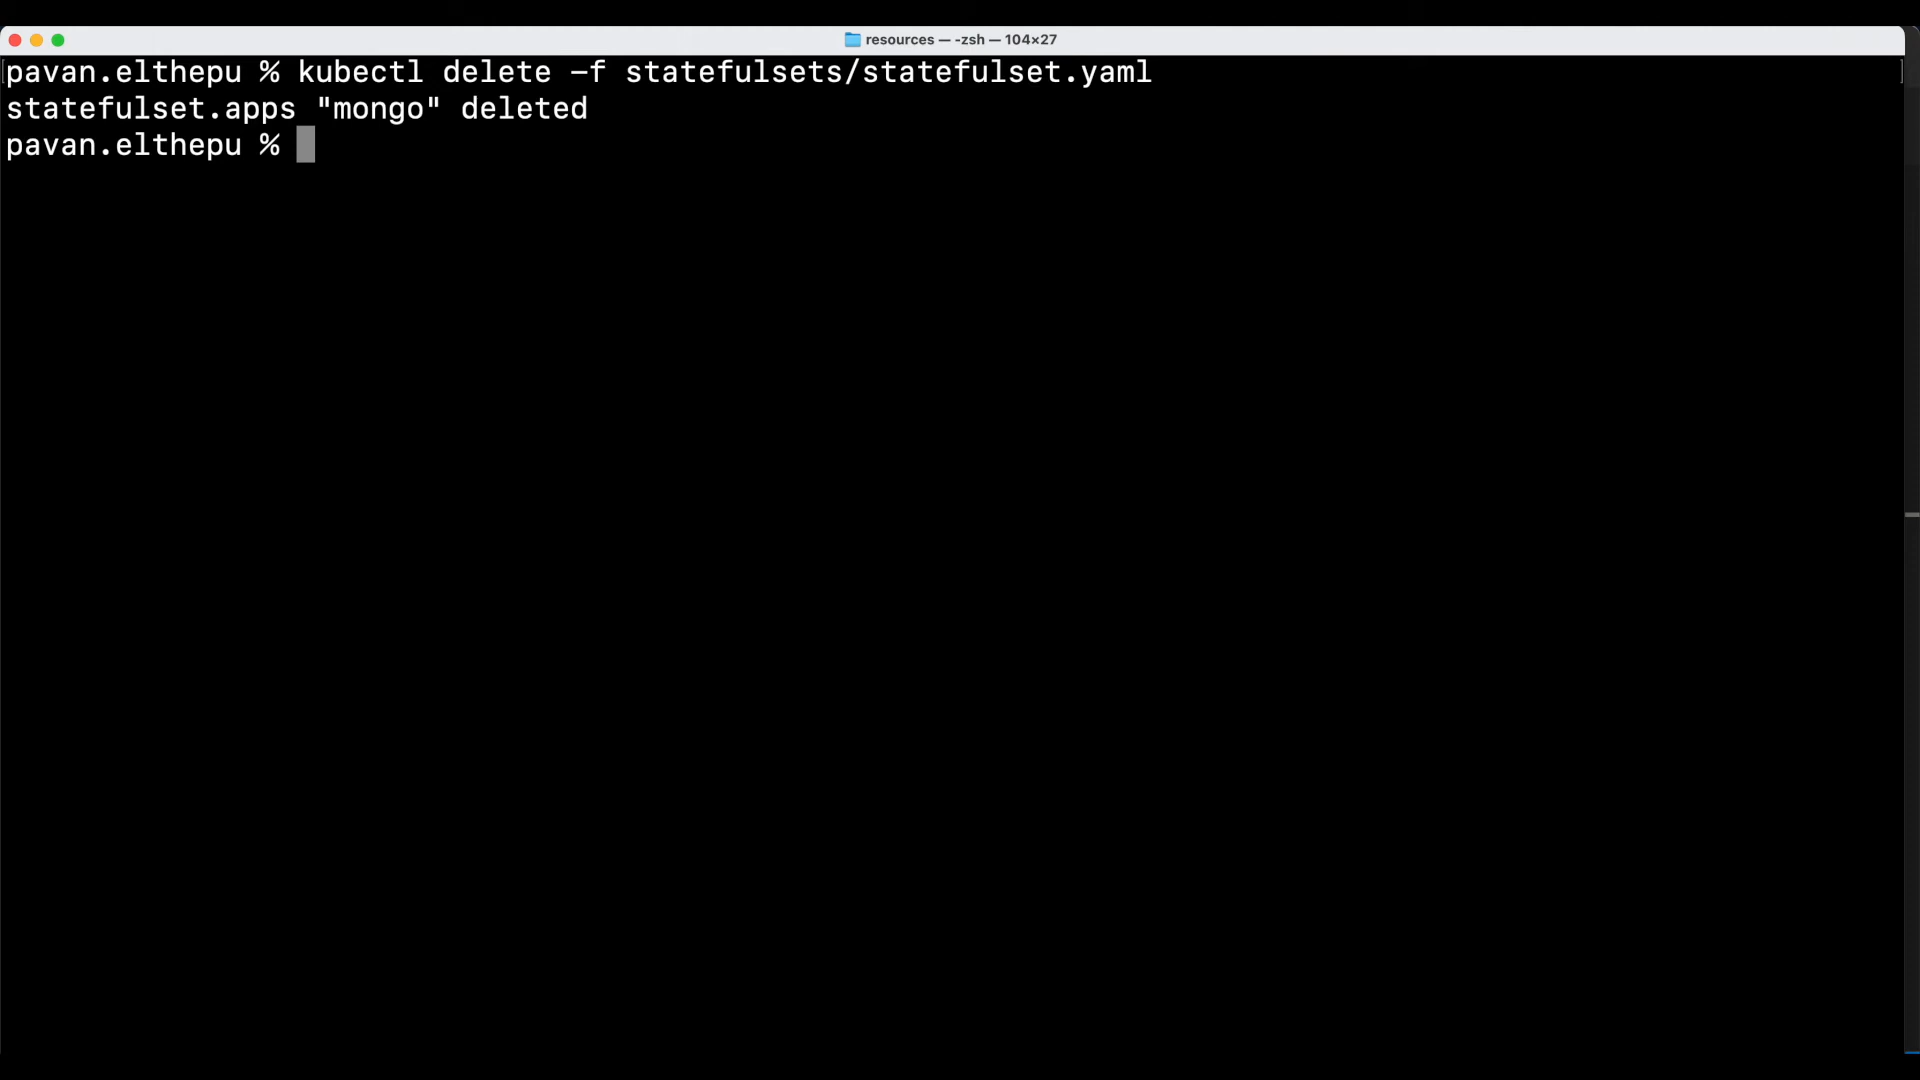 resources — -zsh — 104×27
pavan.elthepu % kubectl delete -f statefulsets/statefulset.yaml
statefulset.apps "mongo" deleted
pavan.elthepu %